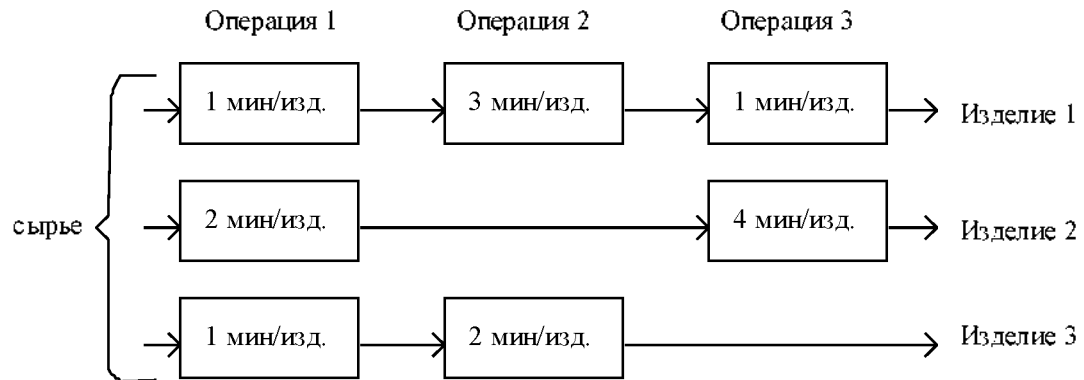 Операция 1 Операция 2 Операция 3
1 мин/изд. 3 мин/изд. 1 мин/изд. Изделие 1
сырье 2 мин/изд. 4 мин/изд. Изделие 2
1 мин/изд. 2 мин/изд. Изделие 3